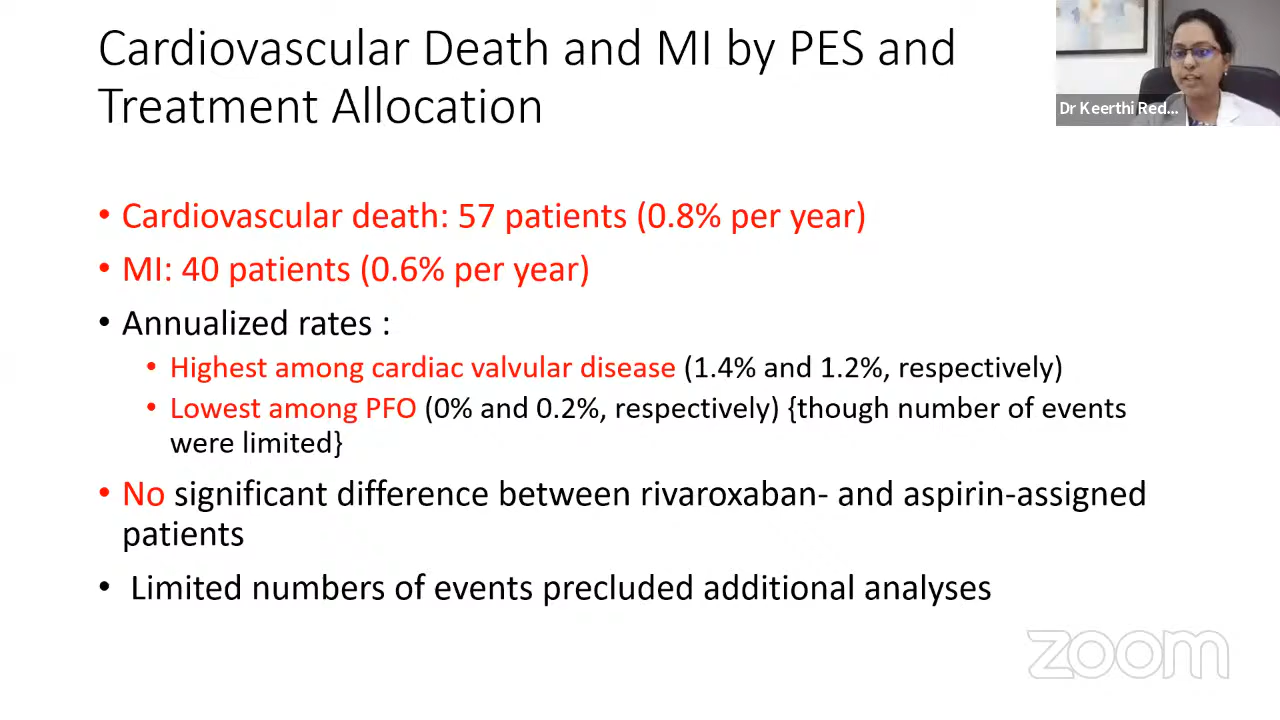 Cardiovascular Death and MI by PES and
Treatment Allocation
Dr Keerthi Red...
• Cardiovascular death: 57 patients (0.8% per year)
• MI: 40 patients (0.6% per year)
• Annualized rates :
• Highest among cardiac valvular disease (1.4% and 1.2%, respectively)
• Lowest among PFO (0% and 0.2%, respectively) {though number of events
were limited}
• No significant difference between rivaroxaban- and aspirin-assigned
patients
• Limited numbers of events precluded additional analyses
zoom